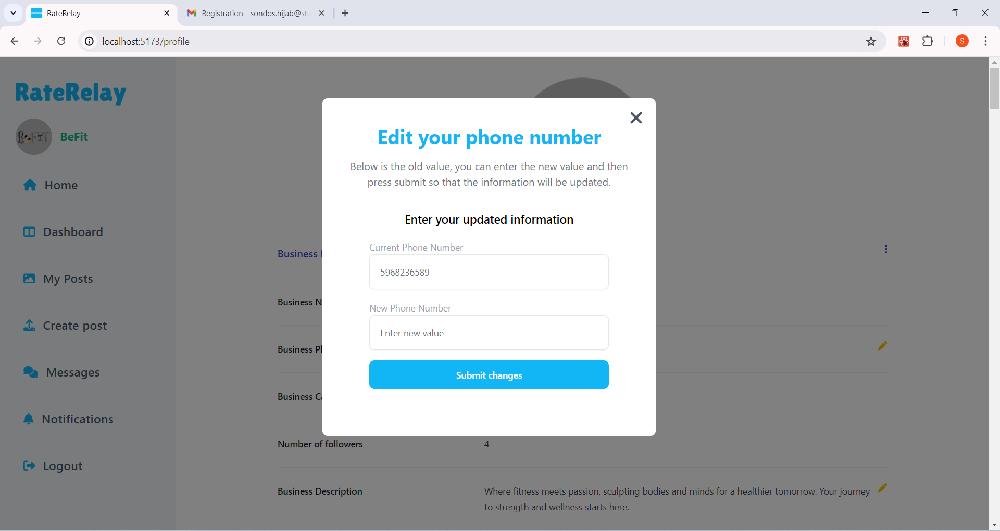 RateRelay
Registration - sondos.hijab@stu
localhost:5173/profile
S
RateRelay
BeFiT
BeFit
Home
Dashboard
My Posts
Create post
Messages
Notifications
Logout
Edit your phone number
Below is the old value, you can enter the new value and then
press submit so that the information will be updated.
Enter your updated information
Current Phone Number
5968236589
New Phone Number
Enter new value
Submit changes
Business
Business N
Business Ph
Business Ca
Number of followers
4
Business Description
Where fitness meets passion, sculpting bodies and minds for a healthier tomorrow. Your journey
to strength and wellness starts here.